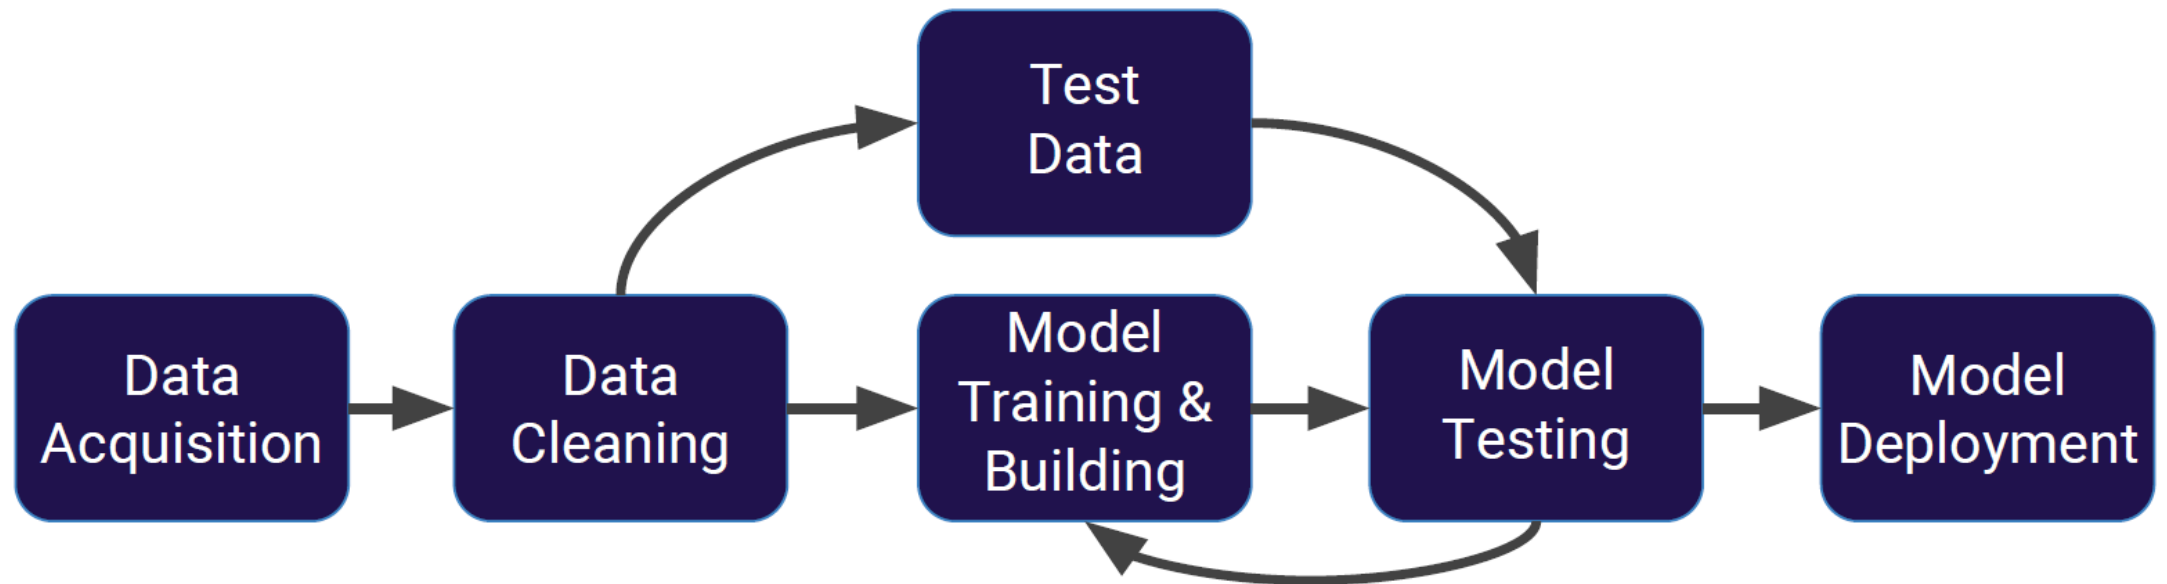 Test
Data
Data
Acquisition
Data
Cleaning
Model
Training &
Building
Model
Testing
Model
Deployment